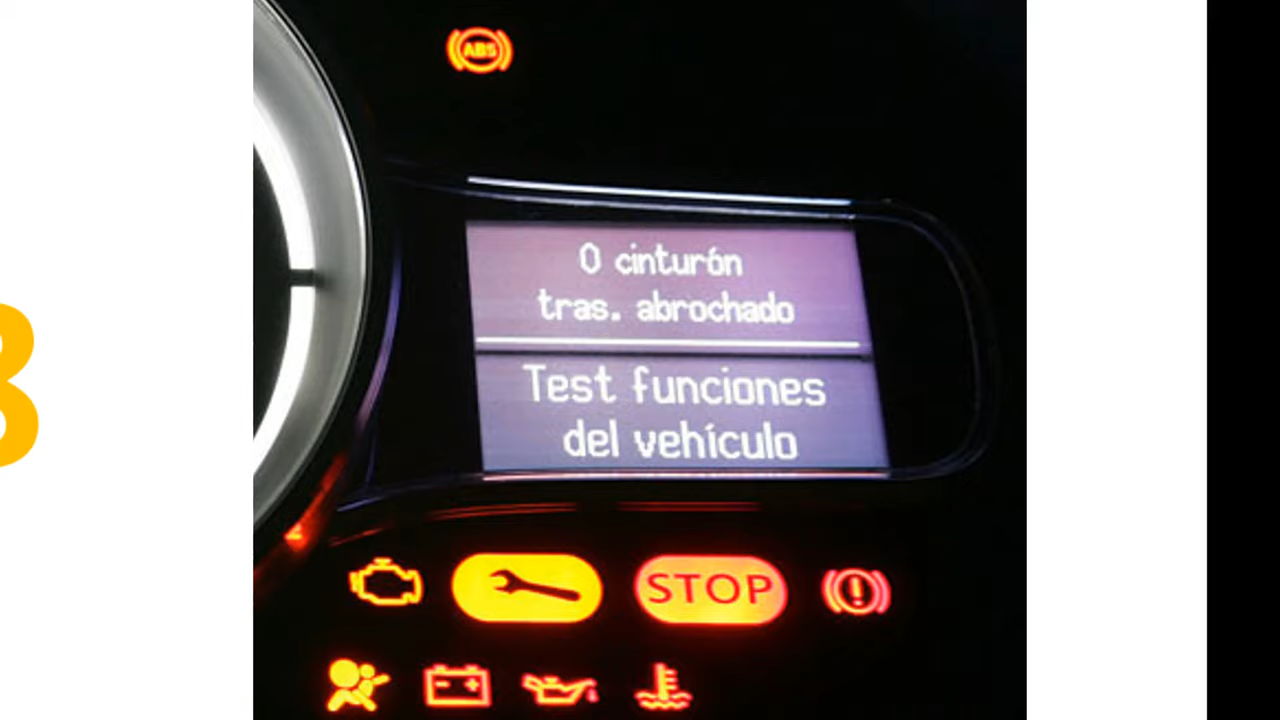 ABS
0 cinturón
tras. abrochado
Test funciones
del vehículo
STOP